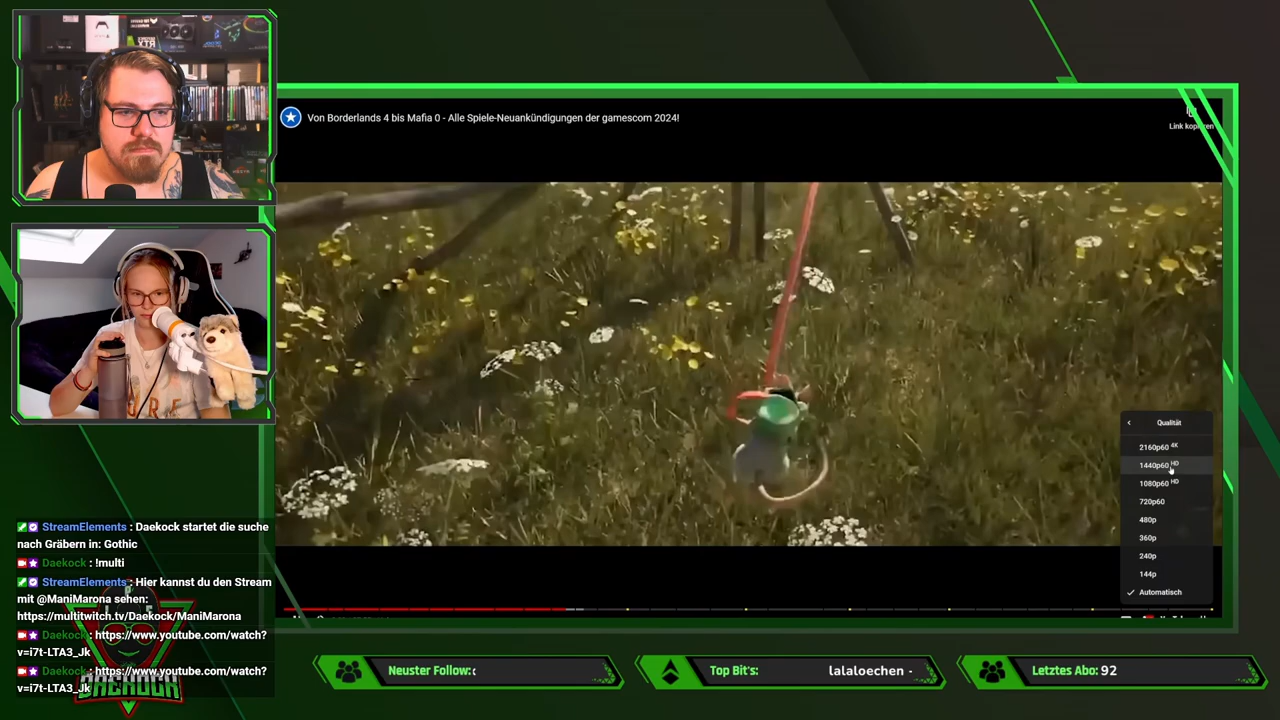 Von Borderlands 4 bis Mafia 0 - Alle Spiele-Neuankündigungen der gamescom 2024!
Link kopieren
Qualität
2160p60 4K
1440p60 HD
1080p60 HD
720p60
480p
360p
240p
144p
Automatisch
StreamElements : Daekock startet die suche
nach Gräbern in: Gothic
Daekock : !multi
StreamElements : Hier kannst du den Stream
mit @ManiMarona sehen:
https://multitwitch.tv/Daekock/ManiMarona
Daekock : https://www.youtube.com/watch?
v=i7t-LTA3_Jk
Daekock : https://www.youtube.com/watch?
v=i7t-LTA3_Jk
DAEKOCK
Neuster Follow:
Top Bit's: lalaloechen -
Letztes Abo: 92